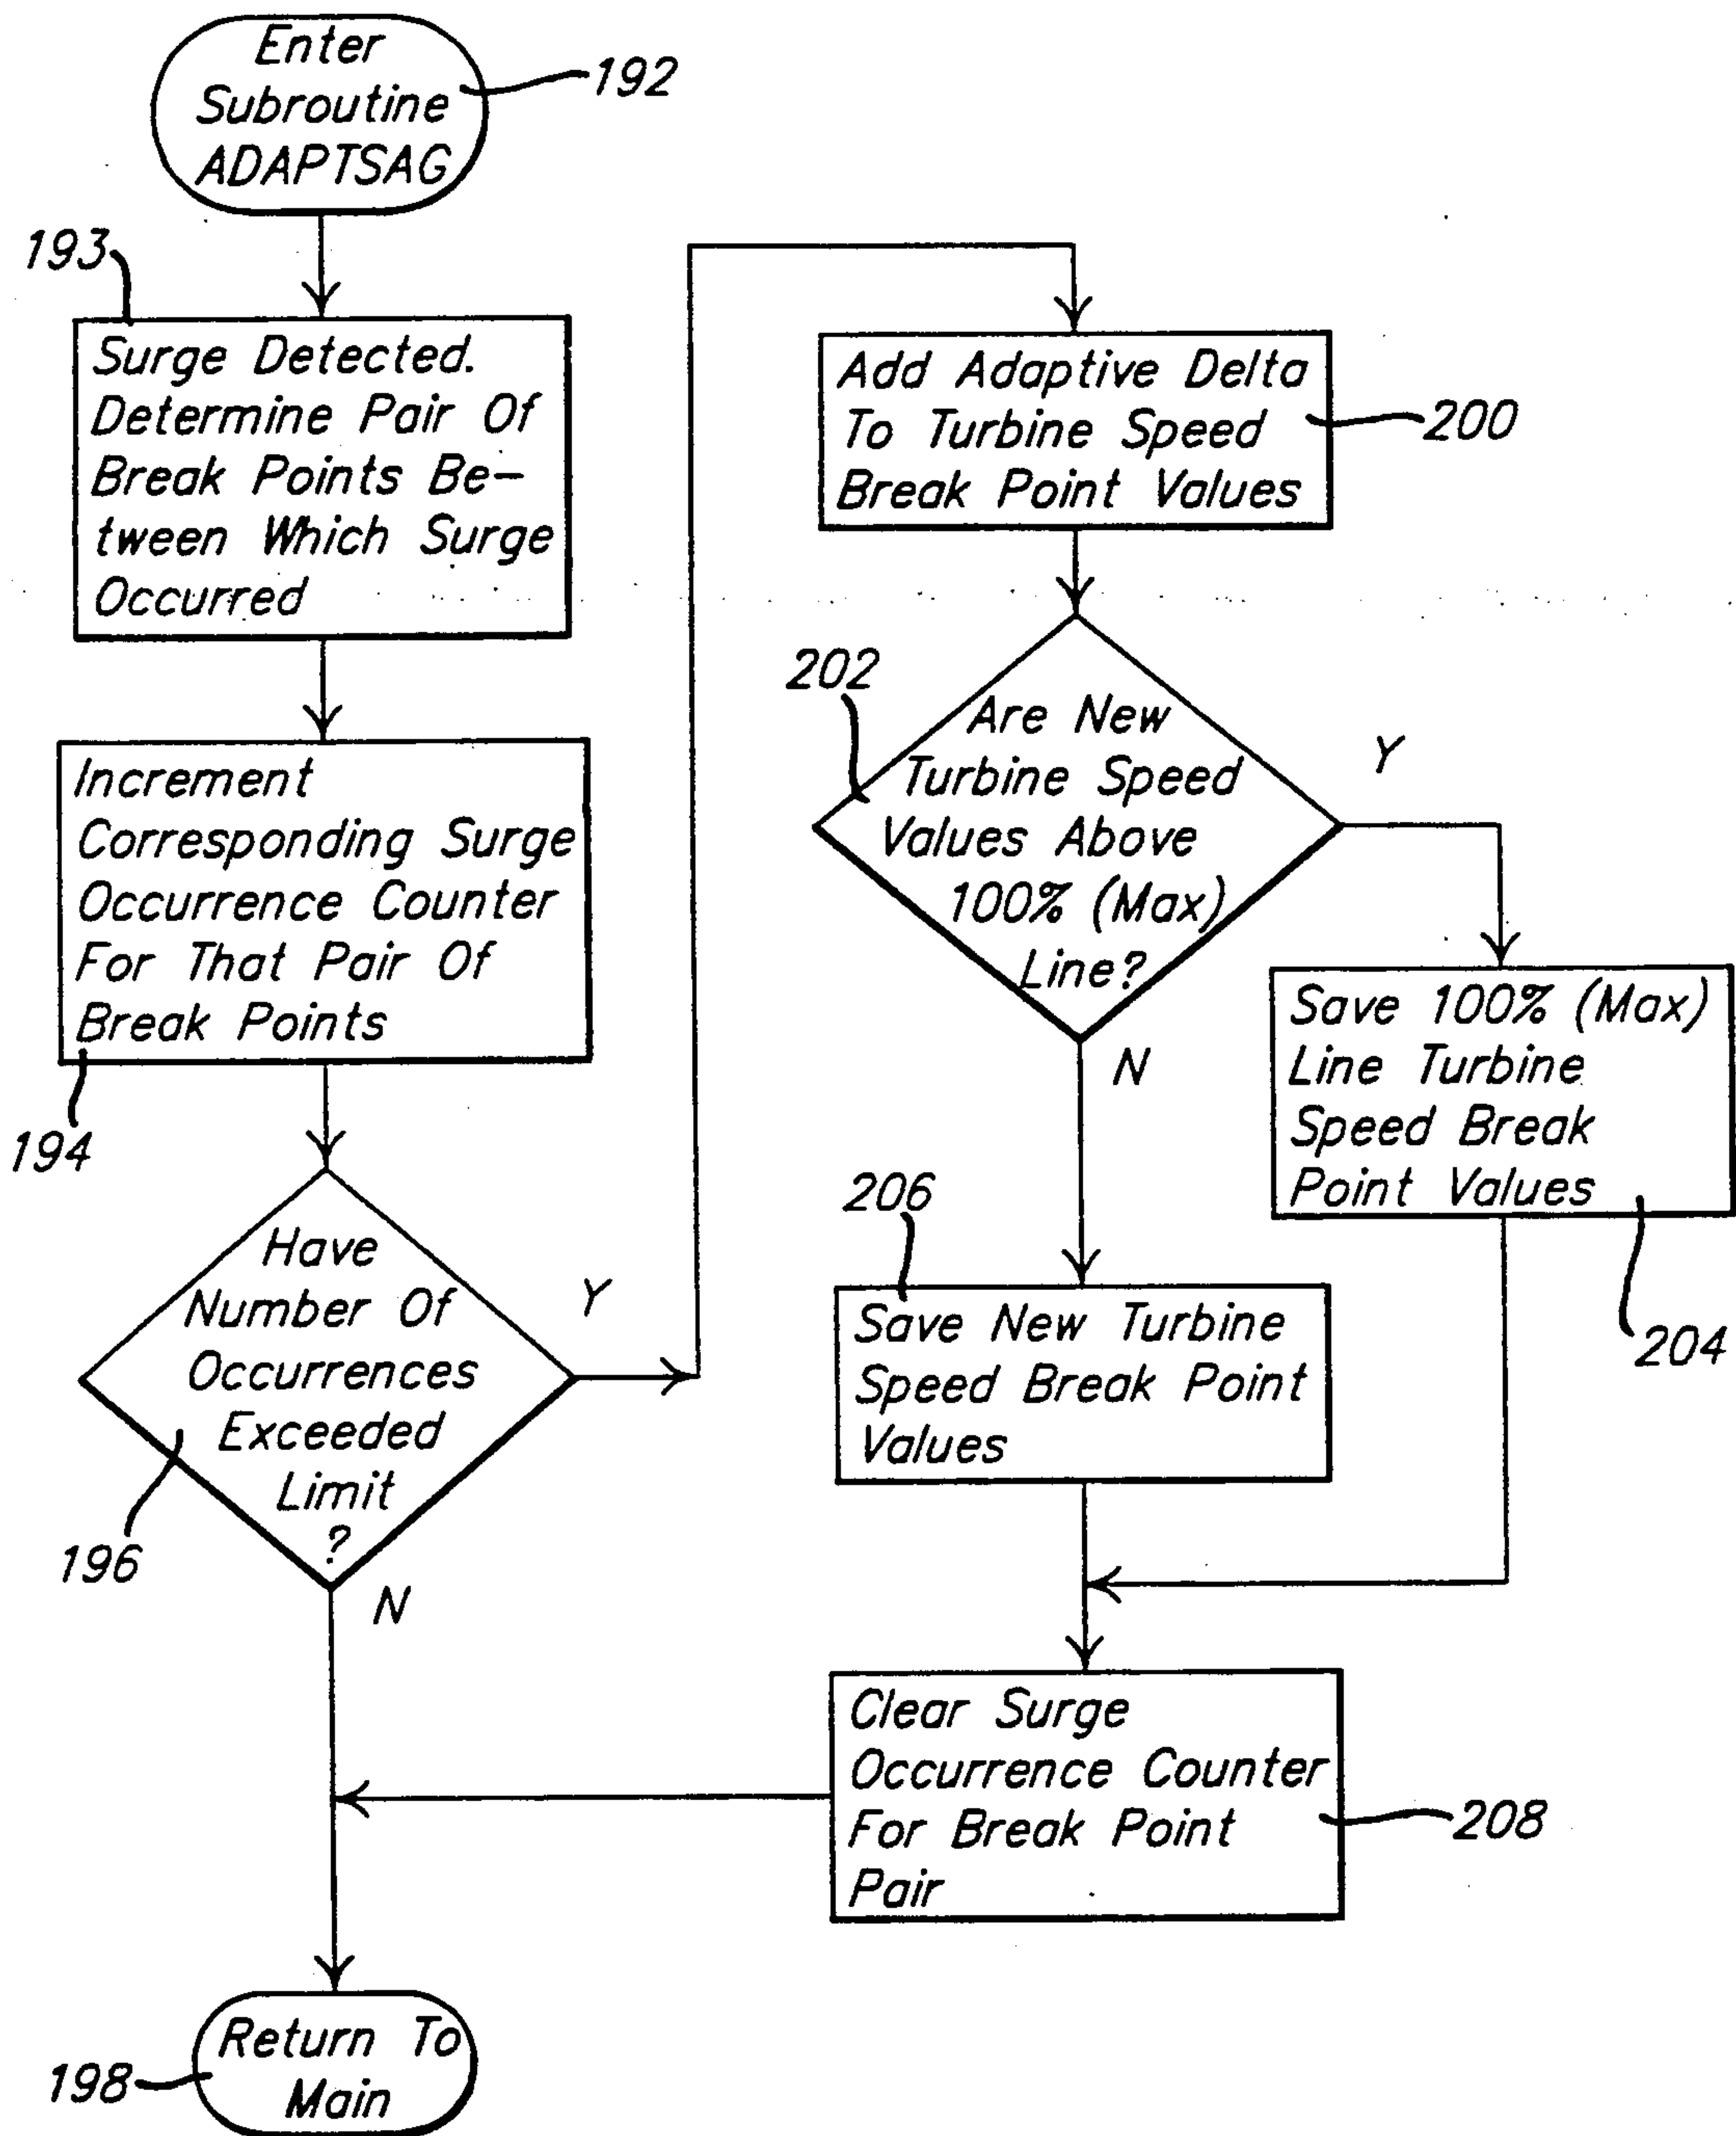 Enter
Subroutine
ADAPTSAG
192
193
Surge Detected.
Determine Pair Of
Break Points Be-
tween Which Surge
Occurred
Increment
Corresponding Surge
Occurrence Counter
For That Pair Of
Break Points
194
Have
Number Of
Occurrences
Exceeded
Limit
?
196
Y
N
Add Adaptive Delta
To Turbine Speed
Break Point Values
200
202
Are New
Turbine Speed
Values Above
100% (Max)
Line?
Y
N
Save 100% (Max)
Line Turbine
Speed Break
Point Values
204
206
Save New Turbine
Speed Break Point
Values
Clear Surge
Occurrence Counter
For Break Point
Pair
208
Return To
Main
198